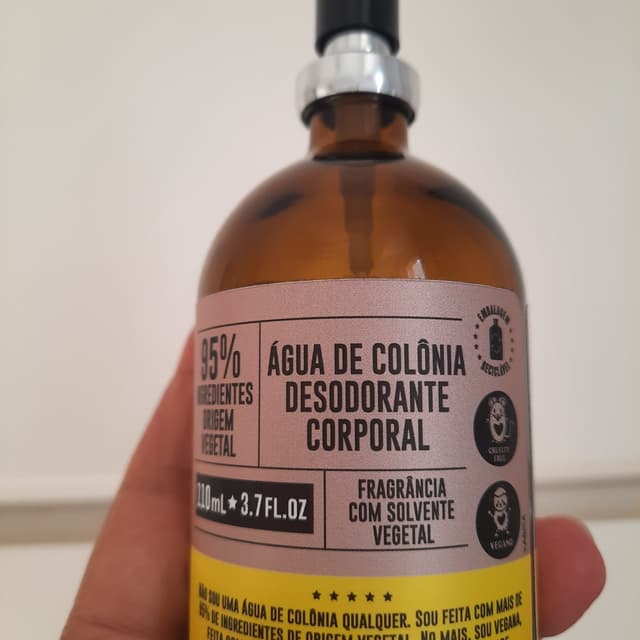 95%
INGREDIENTES
ORIGEM
VEGETAL
ÁGUA DE COLÔNIA
DESODORANTE
CORPORAL
EMBALAGEM
RECICLÁVEL
CRUELTY
FREE
110mL ★ 3.7FL.OZ
FRAGRÂNCIA
COM SOLVENTE
VEGETAL
VEGANO
★ ★ ★ ★ ★
NÃO SOU UMA ÁGUA DE COLÔNIA QUALQUER. SOU FEITA COM MAIS DE
95% DE INGREDIENTES DE ORIGEM VEGETAL. NO MAIS, SOU VEGANA,